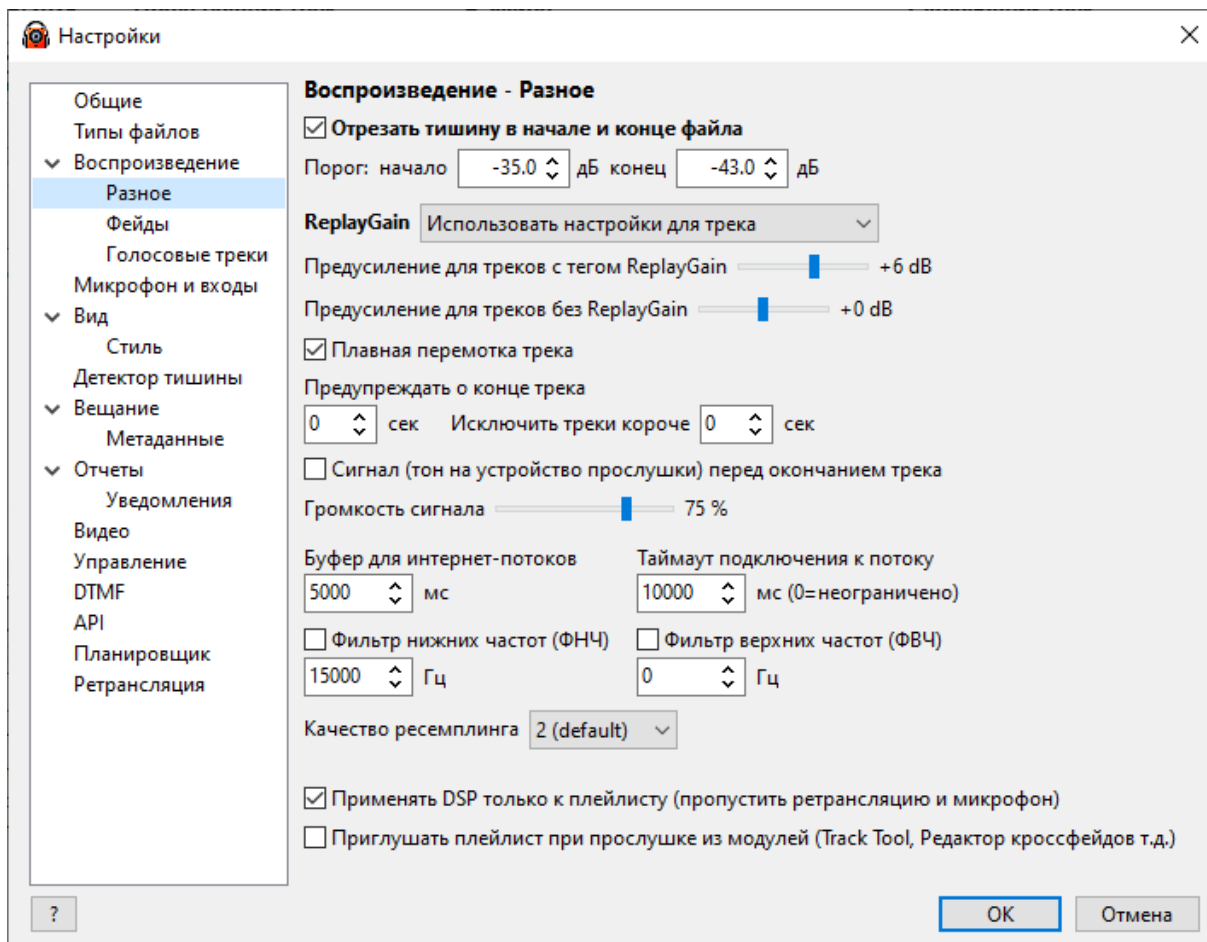 Настройки
Общие
Типы файлов
Воспроизведение
Разное
Фейды
Голосовые треки
Микрофон и входы
Вид
Стиль
Детектор тишины
Вещание
Метаданные
Отчеты
Уведомления
Видео
Управление
DTMF
API
Планировщик
Ретрансляция
Воспроизведение - Разное
Отрезать тишину в начале и конце файла
Порог: начало -35.0 дБ конец -43.0 дБ
ReplayGain Использовать настройки для трека
Предусиление для треков с тегом ReplayGain +6 dB
Предусиление для треков без ReplayGain +0 dB
Плавная перемотка трека
Предупреждать о конце трека
0 сек Исключить треки короче 0 сек
Сигнал (тон на устройство прослушки) перед окончанием трека
Громкость сигнала 75 %
Буфер для интернет-потоков Таймаут подключения к потоку
5000 мс 10000 мс (0=неограничено)
Фильтр нижних частот (ФНЧ) Фильтр верхних частот (ФВЧ)
15000 Гц 0 Гц
Качество ресемплинга 2 (default)
Применять DSP только к плейлисту (пропустить ретрансляцию и микрофон)
Приглушать плейлист при прослушке из модулей (Track Tool, Редактор кроссфейдов т.д.)
? OK Отмена